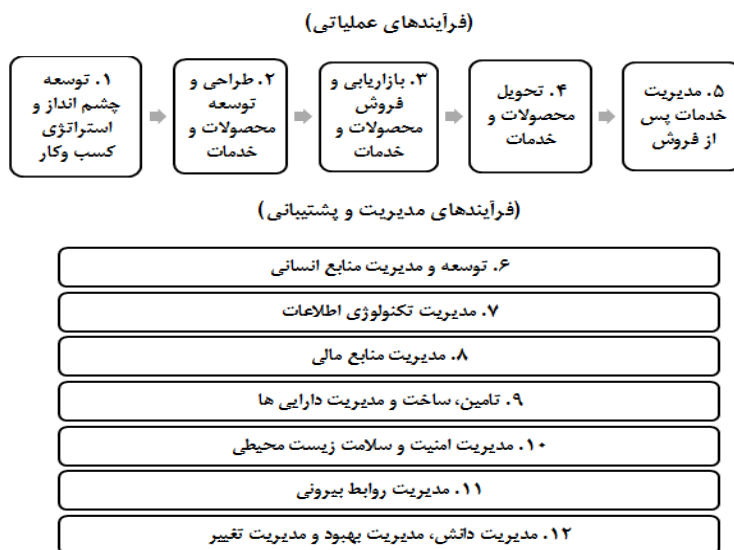 (فرآیندهای عملیاتی)
۱. توسعه
چشم انداز و
استراتژی
کسب وکار
۲. طراحی و
توسعه
محصولات و
خدمات
۳. بازاریابی و
فروش
محصولات و
خدمات
۴. تحویل
محصولات و
خدمات
۵. مدیریت
خدمات پس
از فروش
(فرآیندهای مدیریت و پشتیبانی)
۶. توسعه و مدیریت منابع انسانی
۷. مدیریت تکنولوژی اطلاعات
۸. مدیریت منابع مالی
۹. تامین، ساخت و مدیریت دارایی ها
۱۰. مدیریت امنیت و سلامت زیست محیطی
۱۱. مدیریت روابط بیرونی
۱۲. مدیریت دانش، مدیریت بهبود و مدیریت تغییر